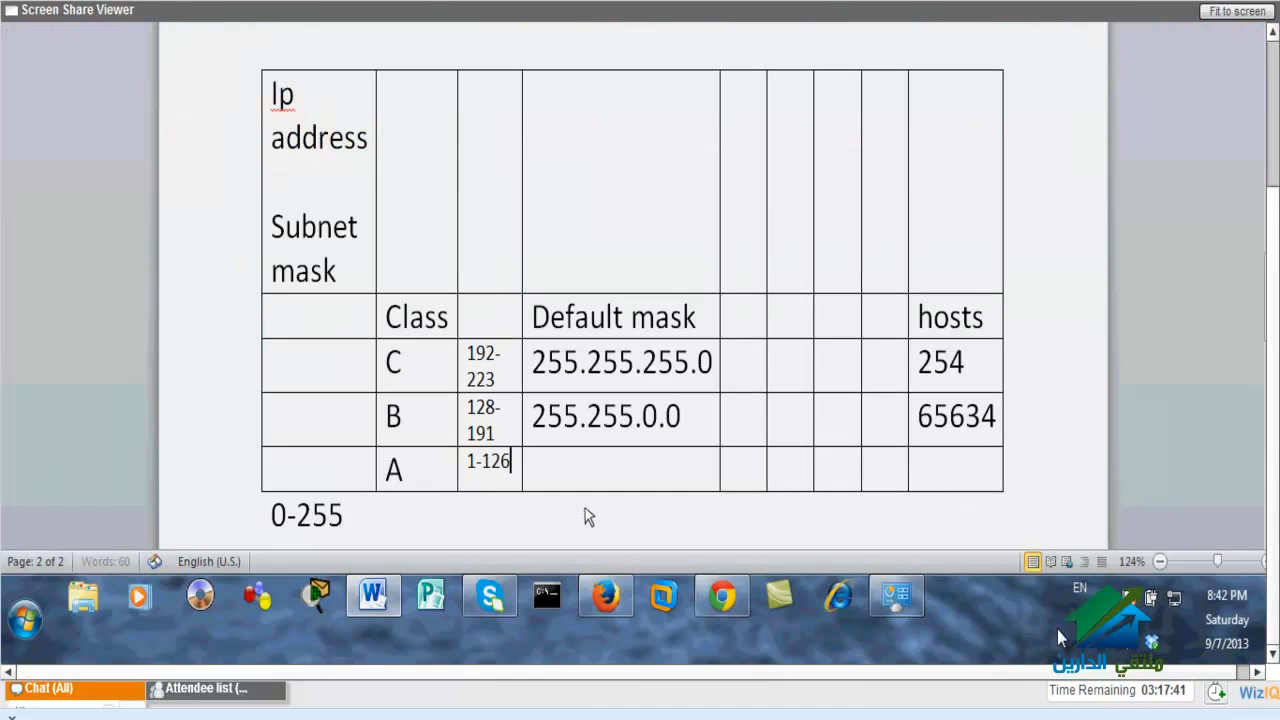 Screen Share Viewer
Fit to screen
Ip
address
Subnet
mask
Class Default mask hosts
C 192-223 255.255.255.0 254
B 128-191 255.255.0.0 65634
A 1-126
0-255
Page: 2 of 2 Words: 60 English (U.S.) 124%
EN
8:42 PM
Saturday
9/7/2013
ملتقي الدارين
Chat (All) Attendee list (...
Time Remaining 03:17:41
WizIQ